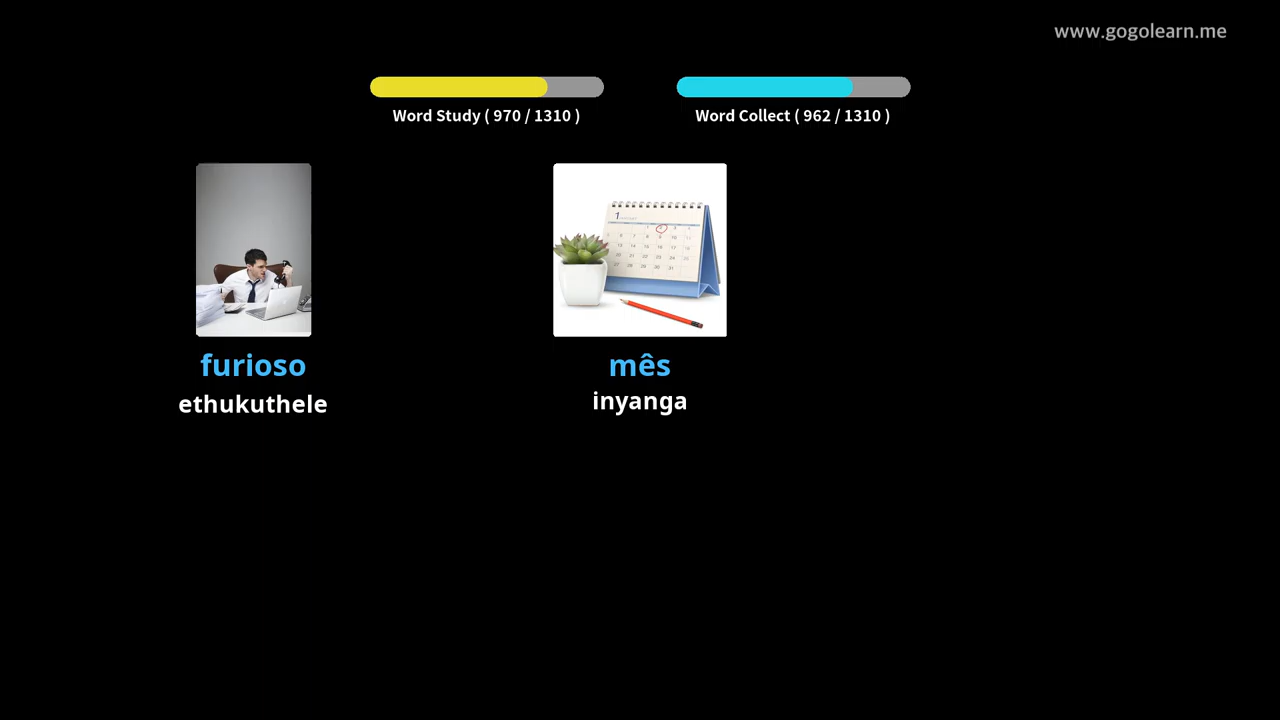 www.gogolearn.me
Word Study ( 970 / 1310 )
Word Collect ( 962 / 1310 )
furioso
ethukuthele
mês
inyanga